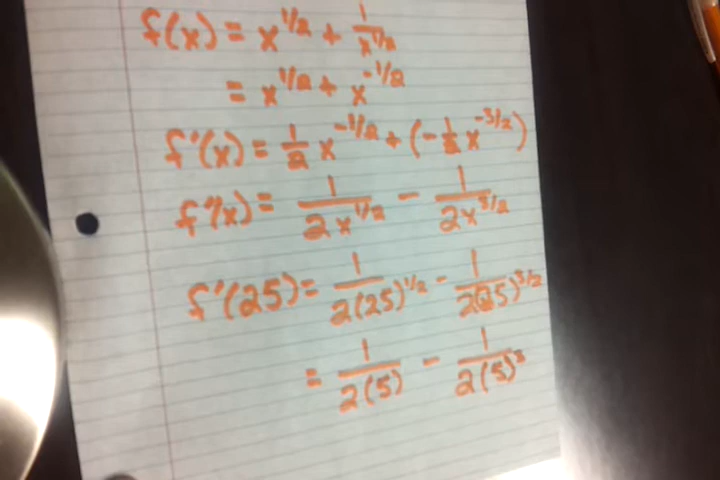 f(x) = x^1/2 + 1/x^1/2
= x^1/2 + x^-1/2
f'(x) = 1/2 x^-1/2 + (-1/2 x^-3/2)
f'(x) = 1/2x^1/2 - 1/2x^3/2
f'(25) = 1/2(25)^1/2 - 1/2(25)^3/2
= 1/2(5) - 1/2(5)^3